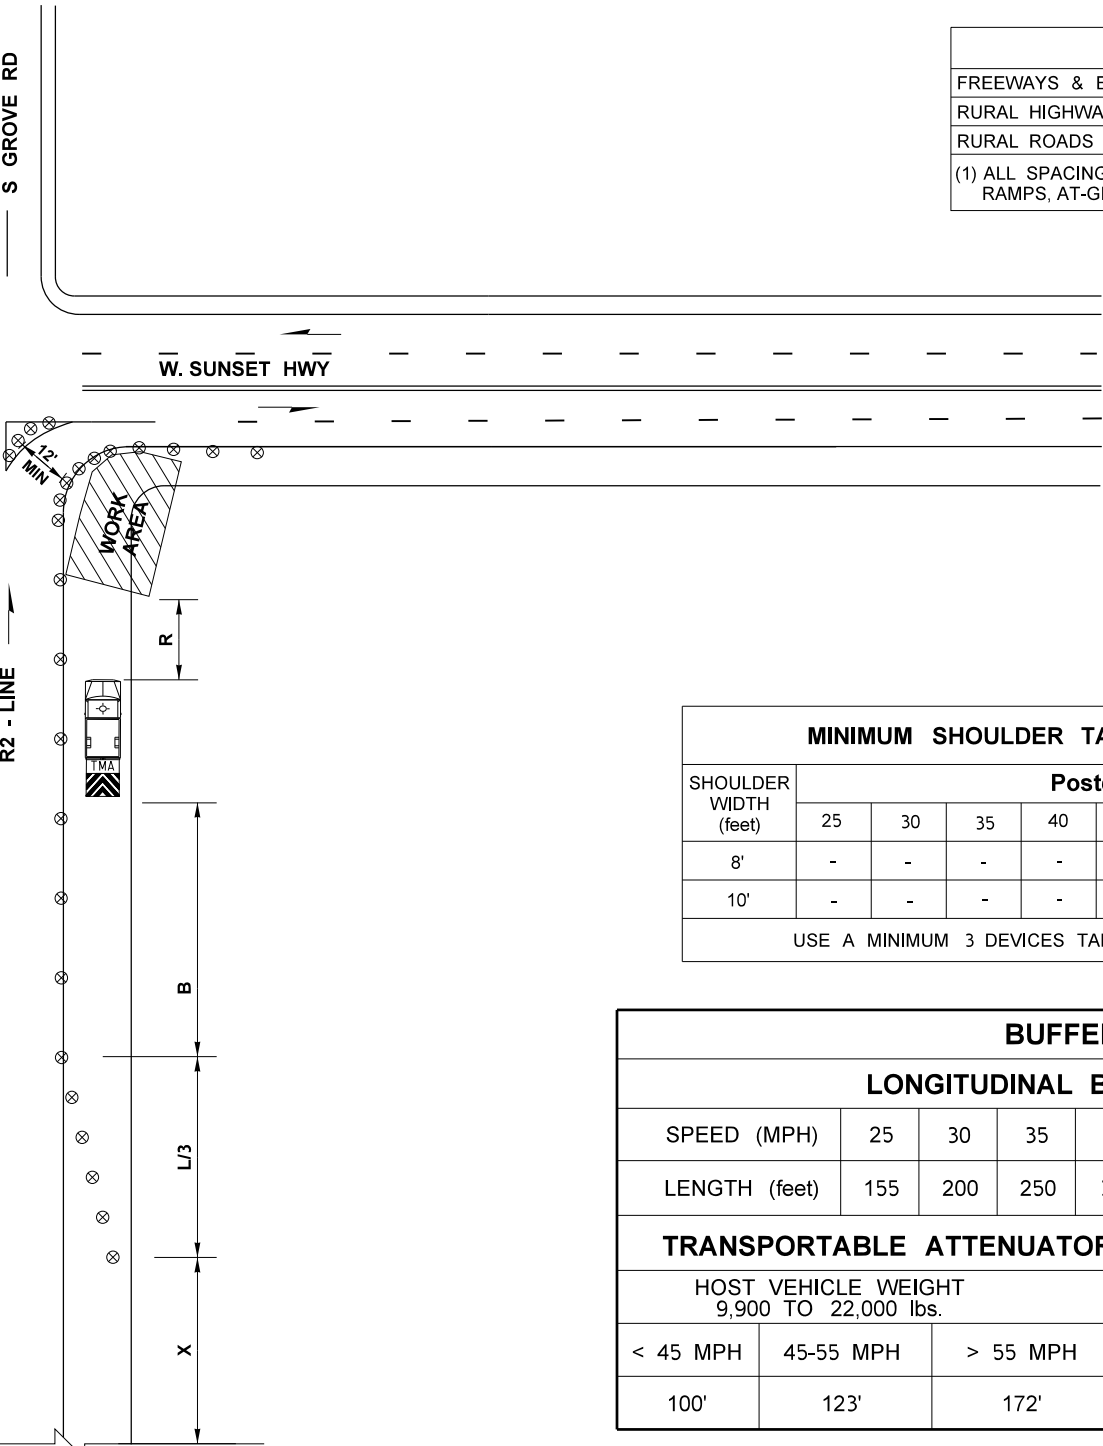 S GROVE RD
FREEWAYS & E
RURAL HIGHWA
RURAL ROADS
(1) ALL SPACING
RAMPS, AT-G
W. SUNSET HWY
12'
MIN
WORK
AREA
R
R2 - LINE
TMA
B
L/3
X
MINIMUM SHOULDER TA
SHOULDER
WIDTH
(feet)
Post
25 30 35 40
8' - - - -
10' - - - -
USE A MINIMUM 3 DEVICES TA
BUFFE
LONGITUDINAL B
SPEED (MPH) 25 30 35
LENGTH (feet) 155 200 250
TRANSPORTABLE ATTENUATOR
HOST VEHICLE WEIGHT
9,900 TO 22,000 lbs.
< 45 MPH 45-55 MPH > 55 MPH
100' 123' 172'